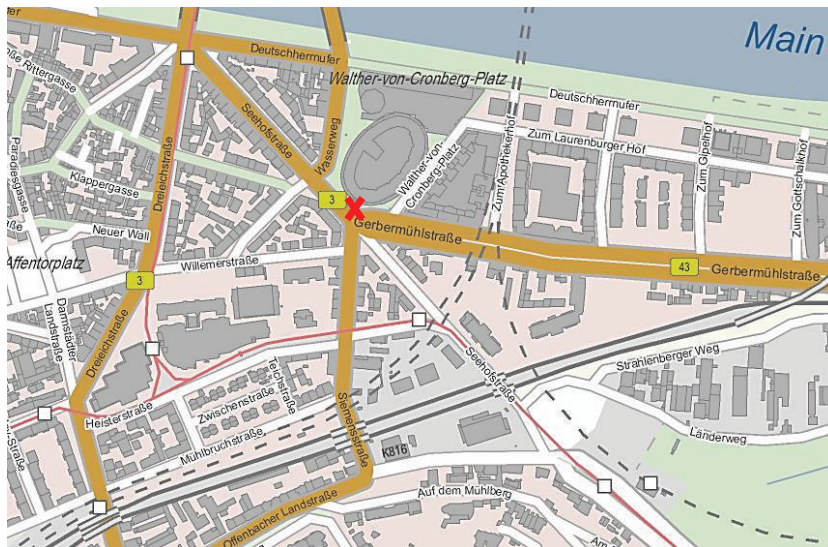 Main
Deutschherrnufer
Walther-von-Cronberg-Platz
Deutschherrnufer
Rittergasse
Seehofstraße
Wasserweg
Zum Laurenburger Hof
Paradiesgasse
Dreieichstraße
Klappergasse
Walther-von-
Cronberg-Platz
Zum Apothekerhof
Zum Gipelhof
Zum Gottschalkhof
3
Neuer Wall
Gerbermühlstraße
Affentorplatz
Willemerstraße
3
43
Gerbermühlstraße
Darmstädter
Landstraße
Dreieichstraße
Strahlenberger Weg
Seehofstraße
Teichstraße
Zwischenstraße
Heisterstraße
Siemensstraße
Mühlbruchstraße
Länderweg
K816
Auf dem Mühlberg
Offenbacher Landstraße